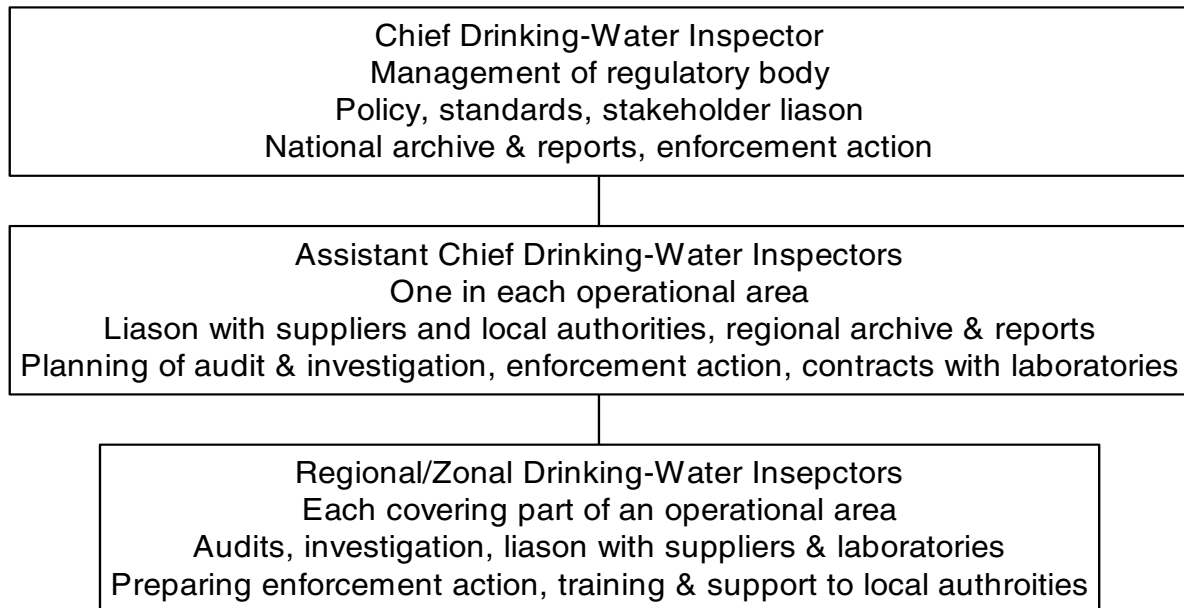 Chief Drinking-Water Inspector
Management of regulatory body
Policy, standards, stakeholder liason
National archive & reports, enforcement action
Assistant Chief Drinking-Water Inspectors
One in each operational area
Liason with suppliers and local authorities, regional archive & reports
Planning of audit & investigation, enforcement action, contracts with laboratories
Regional/Zonal Drinking-Water Insepctors
Each covering part of an operational area
Audits, investigation, liason with suppliers & laboratories
Preparing enforcement action, training & support to local authroities